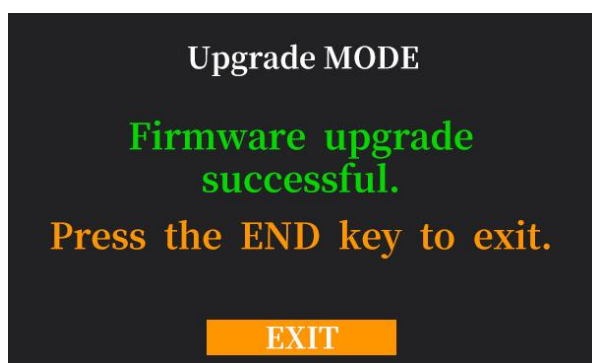 Upgrade MODE
Firmware upgrade
successful.
Press the END key to exit.
EXIT